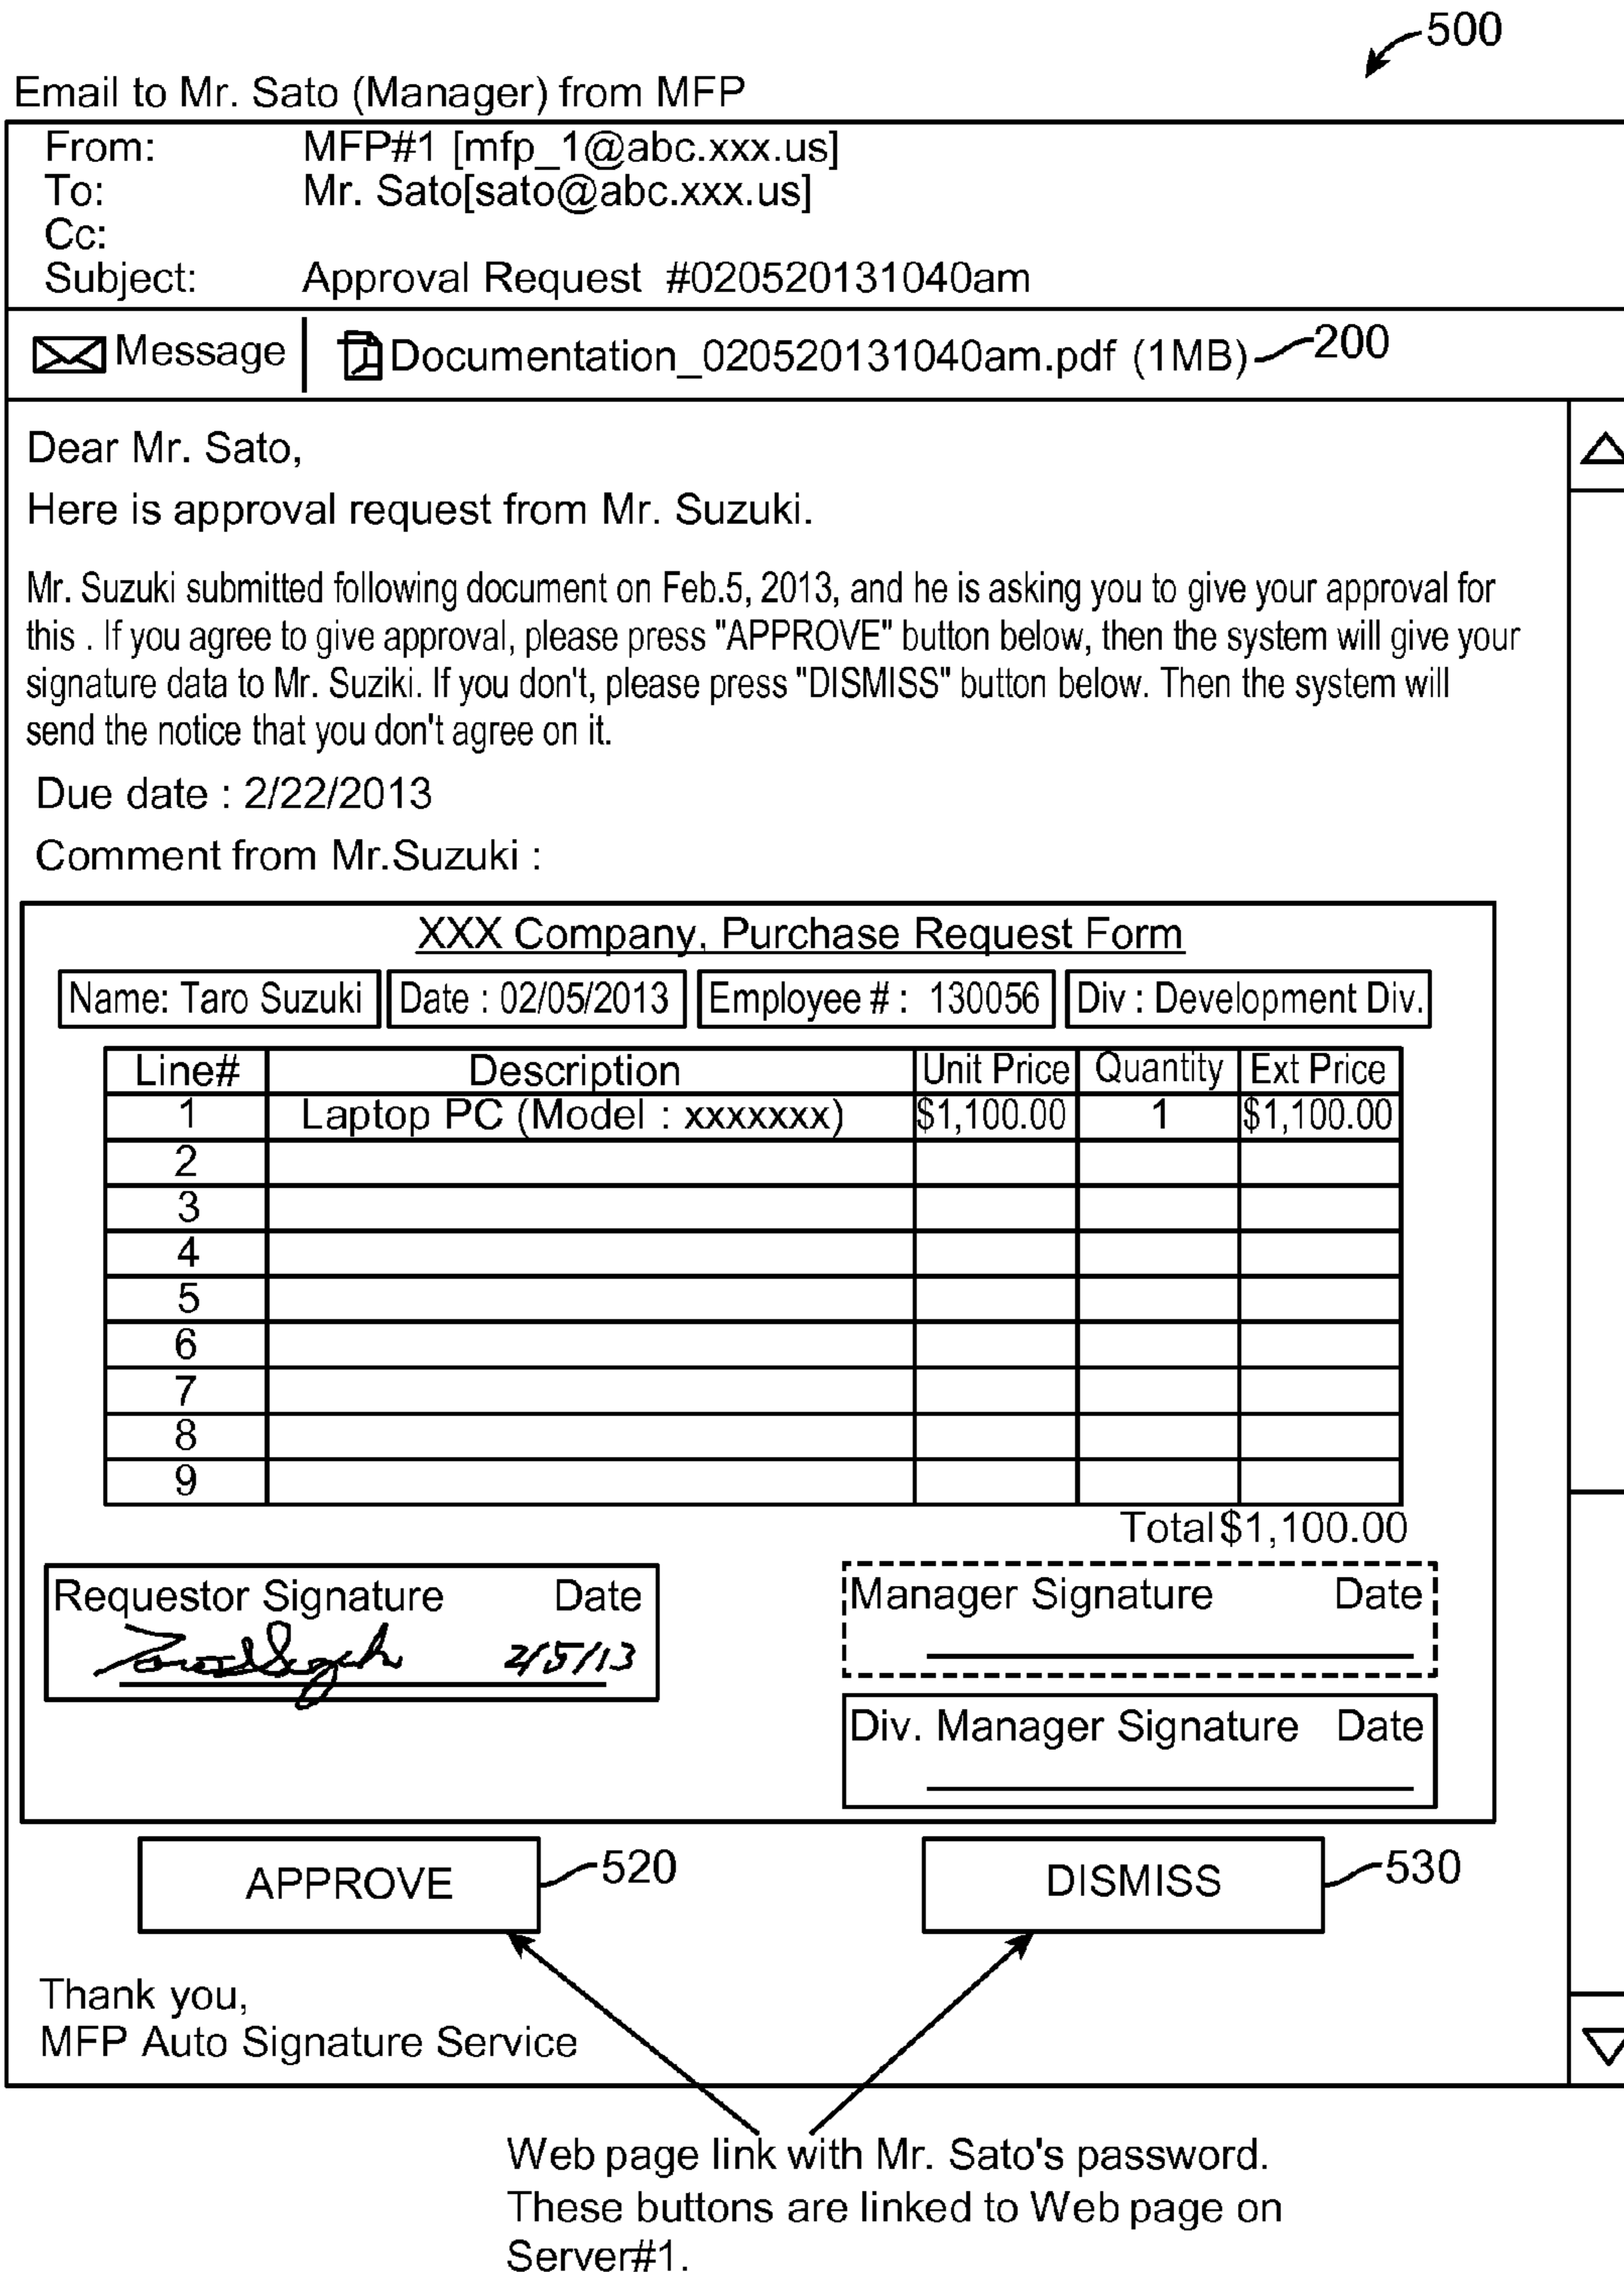 500
Email to Mr. Sato (Manager) from MFP
From: MFP#1 [mfp_1@abc.xxx.us]
To: Mr. Sato[sato@abc.xxx.us]
Cc:
Subject: Approval Request #020520131040am
Message Documentation_020520131040am.pdf (1MB) 200
Dear Mr. Sato,
Here is approval request from Mr. Suzuki.
Mr. Suzuki submitted following document on Feb.5, 2013, and he is asking you to give your approval for
this . If you agree to give approval, please press "APPROVE" button below, then the system will give your
signature data to Mr. Suziki. If you don't, please press "DISMISS" button below. Then the system will
send the notice that you don't agree on it.
Due date : 2/22/2013
Comment from Mr.Suzuki :
XXX Company, Purchase Request Form
Name: Taro Suzuki Date : 02/05/2013 Employee # : 130056 Div : Development Div.
Line# Description Unit Price Quantity Ext Price
1 Laptop PC (Model : xxxxxxx) $1,100.00 1 $1,100.00
2
3
4
5
6
7
8
9
Total $1,100.00
Requestor Signature Date
2/5/13
Manager Signature Date
Div. Manager Signature Date
APPROVE 520
DISMISS 530
Thank you,
MFP Auto Signature Service
Web page link with Mr. Sato's password.
These buttons are linked to Web page on
Server#1.